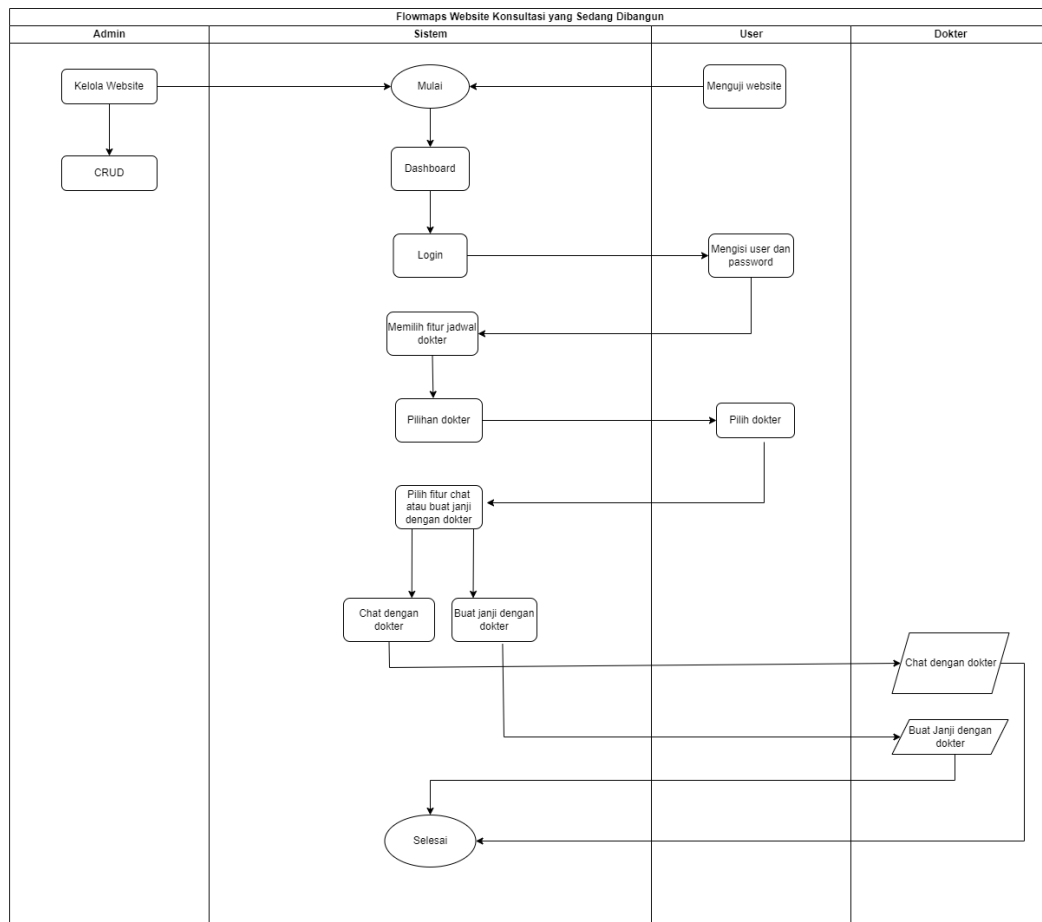 Flowmaps Website Konsultasi yang Sedang Dibangun
Admin
Sistem
User
Dokter
Kelola Website
Mulai
Menguji website
CRUD
Dashboard
Login
Mengisi user dan
password
Memilih fitur jadwal
dokter
Pilihan dokter
Pilih dokter
Pilih fitur chat
atau buat janji
dengan dokter
Chat dengan
dokter
Buat janji dengan
dokter
Chat dengan dokter
Buat Janji dengan
dokter
Selesai